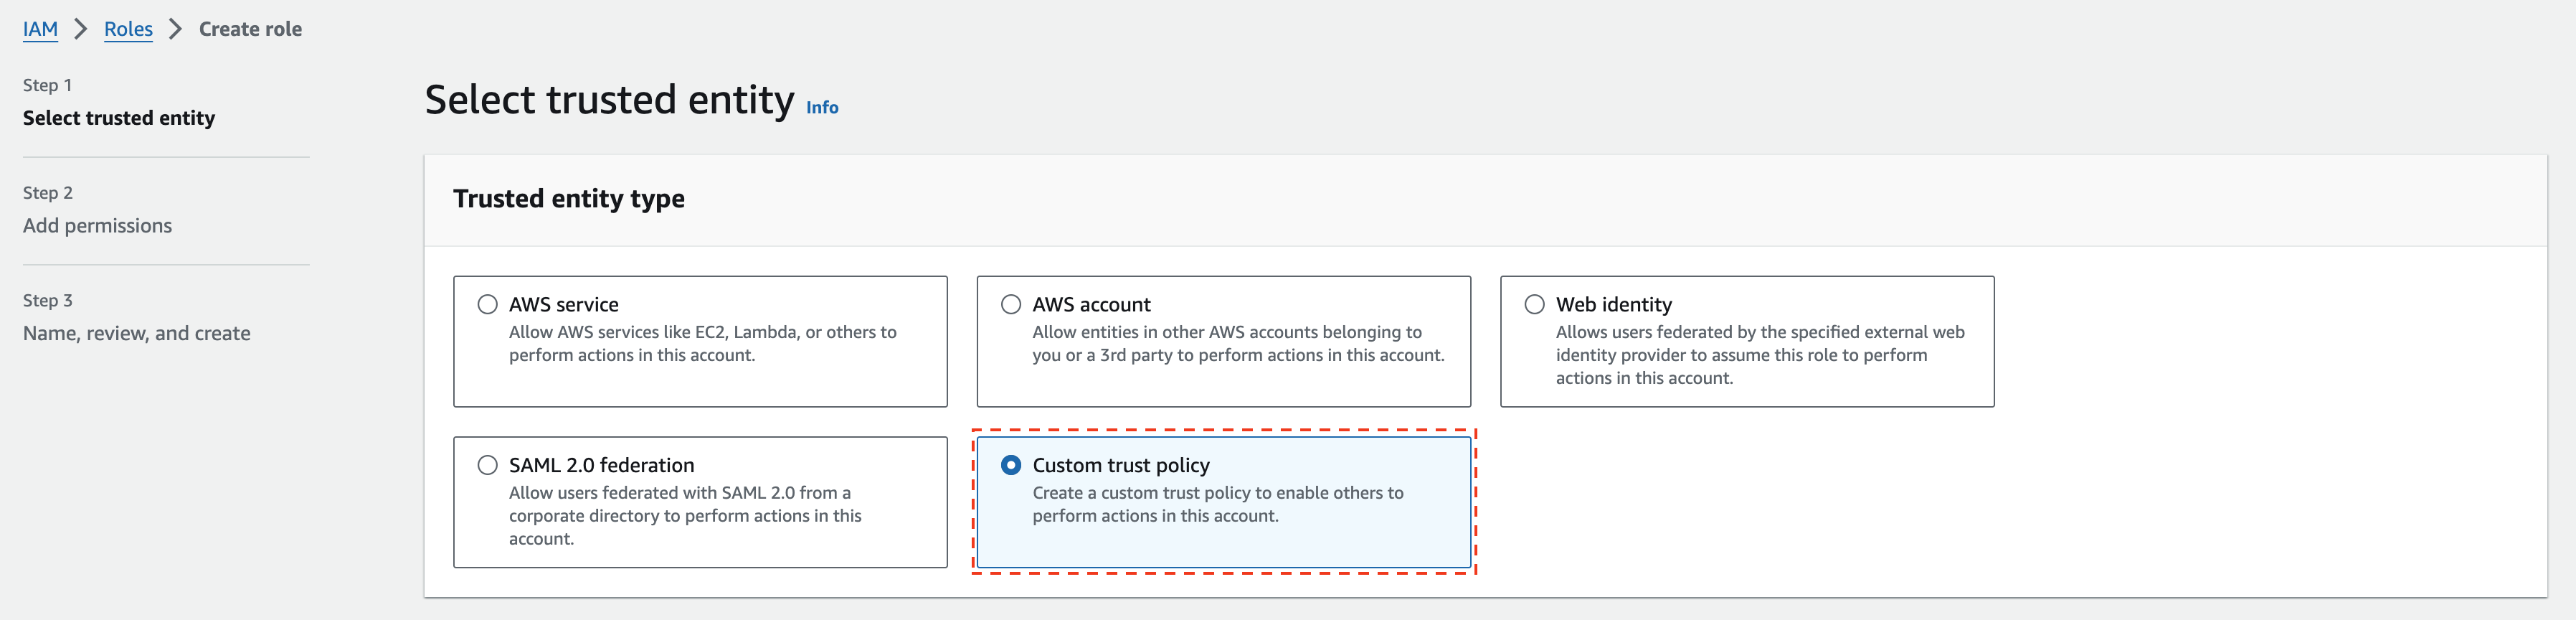 IAM > Roles > Create role
Step 1
Select trusted entity
Step 2
Add permissions
Step 3
Name, review, and create
Select trusted entity Info
Trusted entity type
AWS service
Allow AWS services like EC2, Lambda, or others to
perform actions in this account.
AWS account
Allow entities in other AWS accounts belonging to
you or a 3rd party to perform actions in this account.
Web identity
Allows users federated by the specified external web
identity provider to assume this role to perform
actions in this account.
SAML 2.0 federation
Allow users federated with SAML 2.0 from a
corporate directory to perform actions in this
account.
Custom trust policy
Create a custom trust policy to enable others to
perform actions in this account.